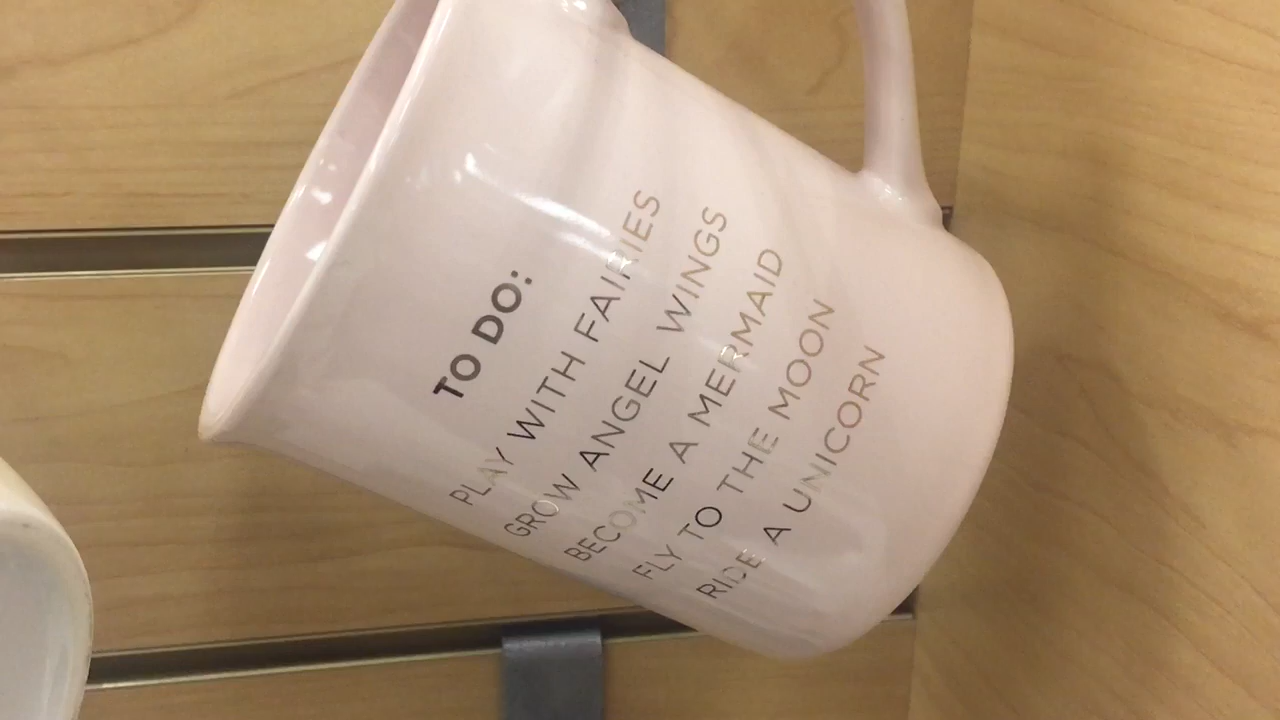 TO DO:
PLAY WITH FAIRIES
GROW ANGEL WINGS
BECOME A MERMAID
FLY TO THE MOON
RIDE A UNICORN